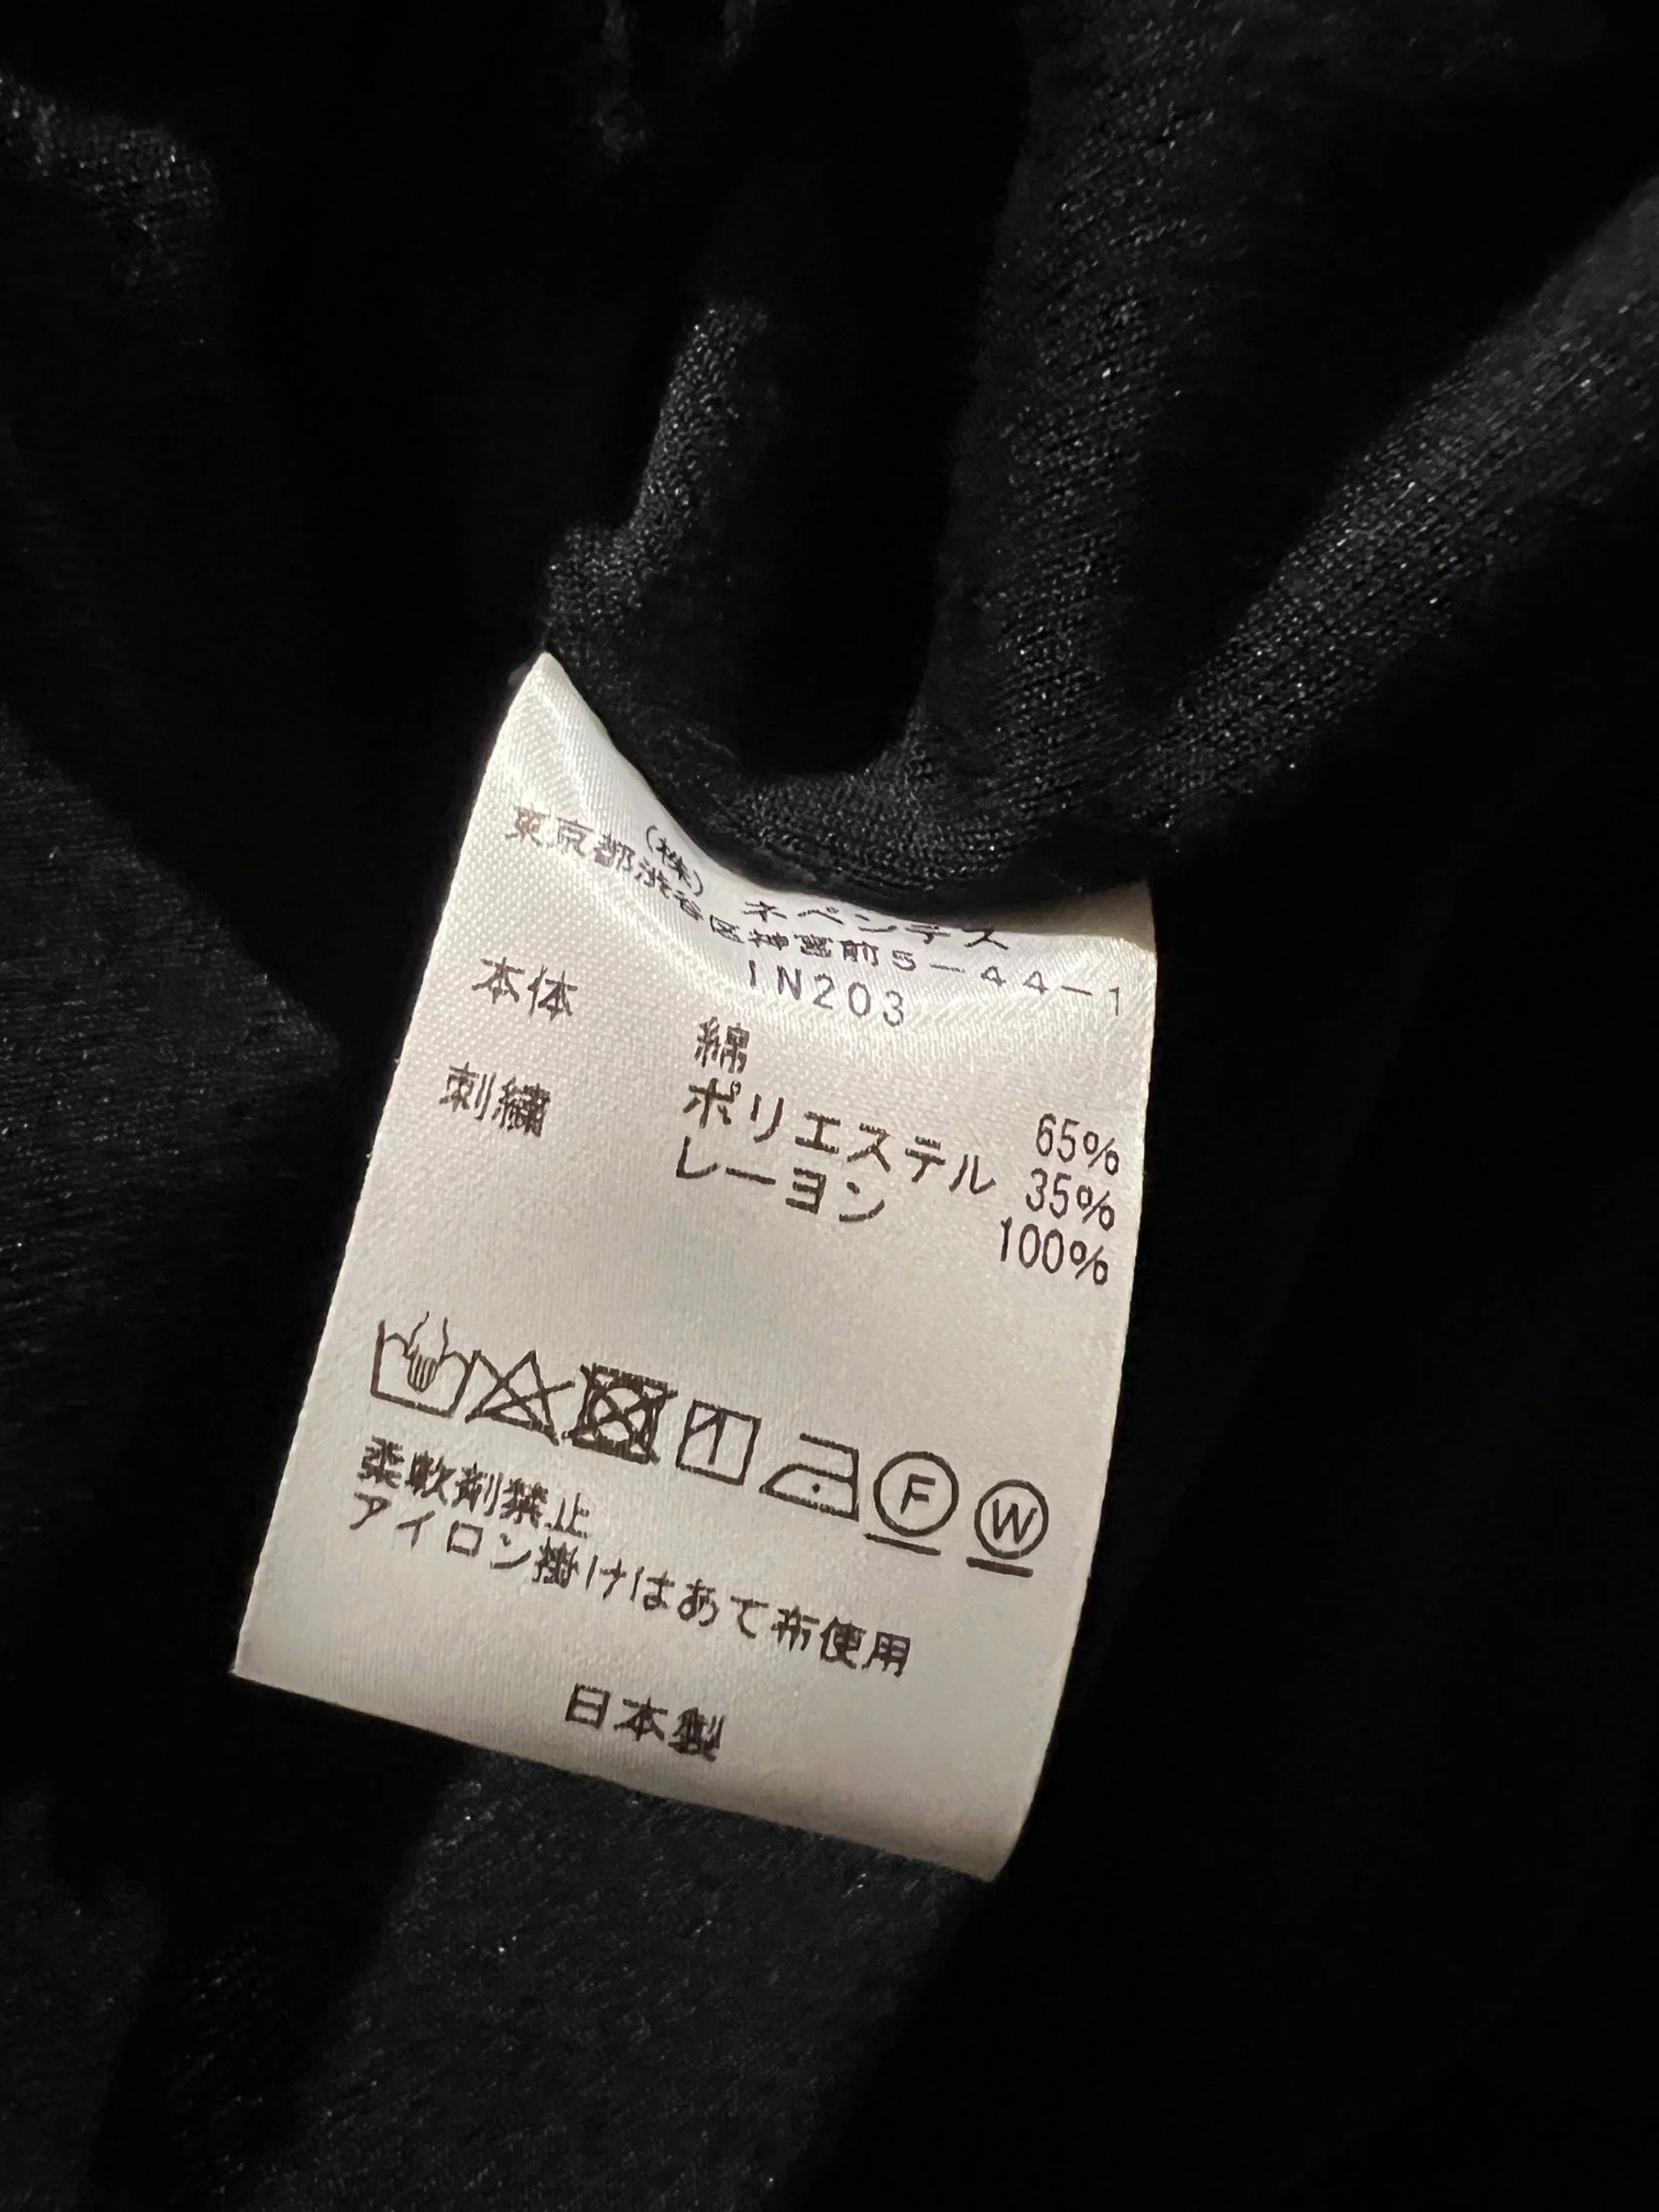 (株) ネペンテス
東京都渋谷区神宮前5-44-1
IN203
本体 綿 65%
ポリエステル 35%
刺繍 レーヨン 100%
F W
柔軟剤禁止
アイロン掛けはあて布使用
日本製